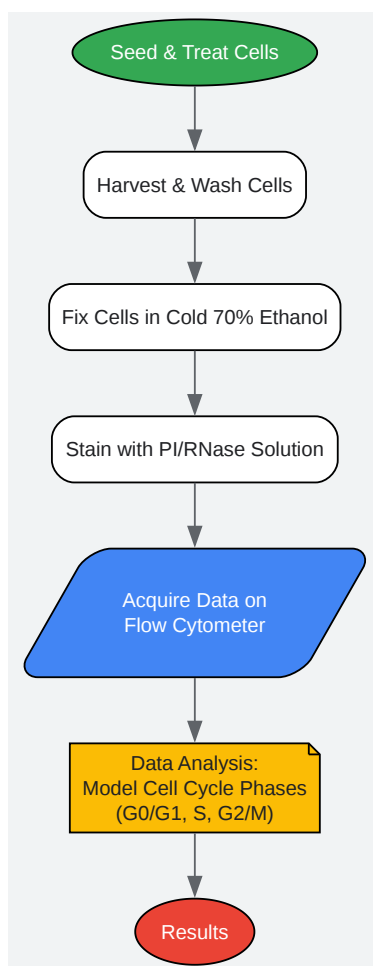 Seed & Treat Cells
Harvest & Wash Cells
Fix Cells in Cold 70% Ethanol
Stain with PI/RNase Solution
Acquire Data on
Flow Cytometer
Data Analysis:
Model Cell Cycle Phases
(G0/G1, S, G2/M)
Results